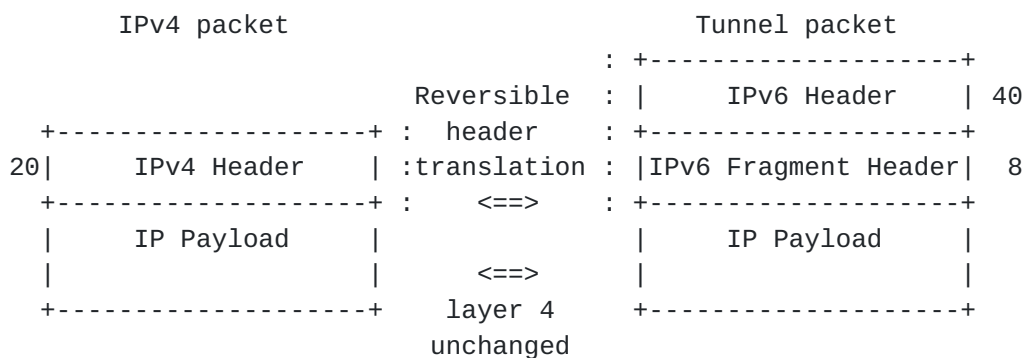 IPv4 packet                           Tunnel packet
                                      : +--------------------+
                          Reversible  : |     IPv6 Header    | 40
  +--------------------+ :  header    : +--------------------+
20|     IPv4 Header    | :translation : |IPv6 Fragment Header|  8
  +--------------------+ :    <==>    : +--------------------+
  |     IP Payload     |                |     IP Payload     |
  |                    |      <==>      |                    |
  +--------------------+    layer 4     +--------------------+
                           unchanged